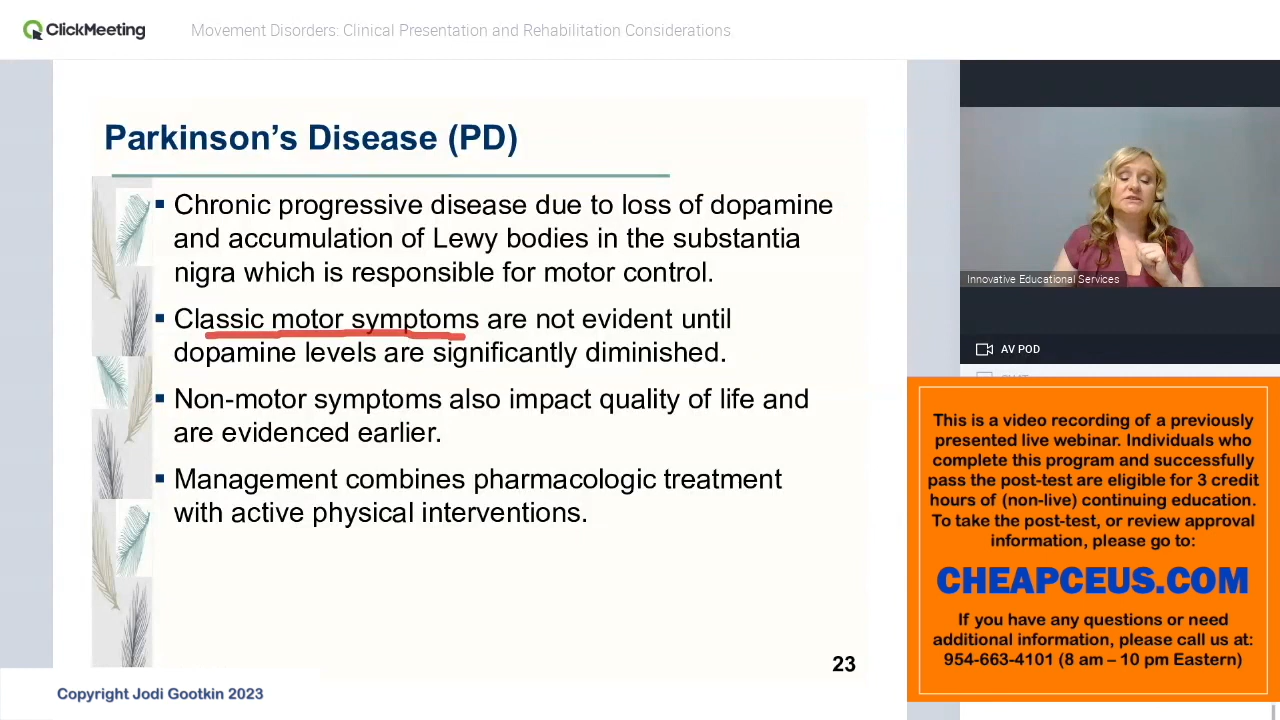 ClickMeeting
Movement Disorders: Clinical Presentation and Rehabilitation Considerations
Parkinson’s Disease (PD)
▪ Chronic progressive disease due to loss of dopamine
and accumulation of Lewy bodies in the substantia
nigra which is responsible for motor control.
▪ Classic motor symptoms are not evident until
dopamine levels are significantly diminished.
▪ Non-motor symptoms also impact quality of life and
are evidenced earlier.
▪ Management combines pharmacologic treatment
with active physical interventions.
23
Copyright Jodi Gootkin 2023
Innovative Educational Services
AV POD
This is a video recording of a previously
presented live webinar. Individuals who
complete this program and successfully
pass the post-test are eligible for 3 credit
hours of (non-live) continuing education.
To take the post-test, or review approval
information, please go to:
CHEAPCEUS.COM
If you have any questions or need
additional information, please call us at:
954-663-4101 (8 am – 10 pm Eastern)